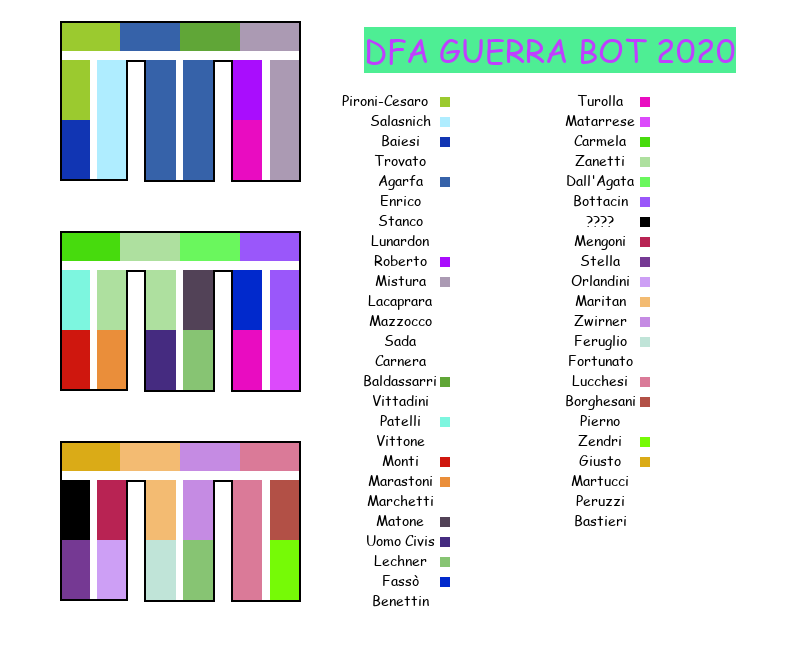 DFA GUERRA BOT 2020
Pironi-Cesaro
Salasnich
Baiesi
Trovato
Agarfa
Enrico
Stanco
Lunardon
Roberto
Mistura
Lacaprara
Mazzocco
Sada
Carnera
Baldassarri
Vittadini
Patelli
Vittone
Monti
Marastoni
Marchetti
Matone
Uomo Civis
Lechner
Fassò
Benettin
Turolla
Matarrese
Carmela
Zanetti
Dall'Agata
Bottacin
????
Mengoni
Stella
Orlandini
Maritan
Zwirner
Feruglio
Fortunato
Lucchesi
Borghesani
Pierno
Zendri
Giusto
Martucci
Peruzzi
Bastieri